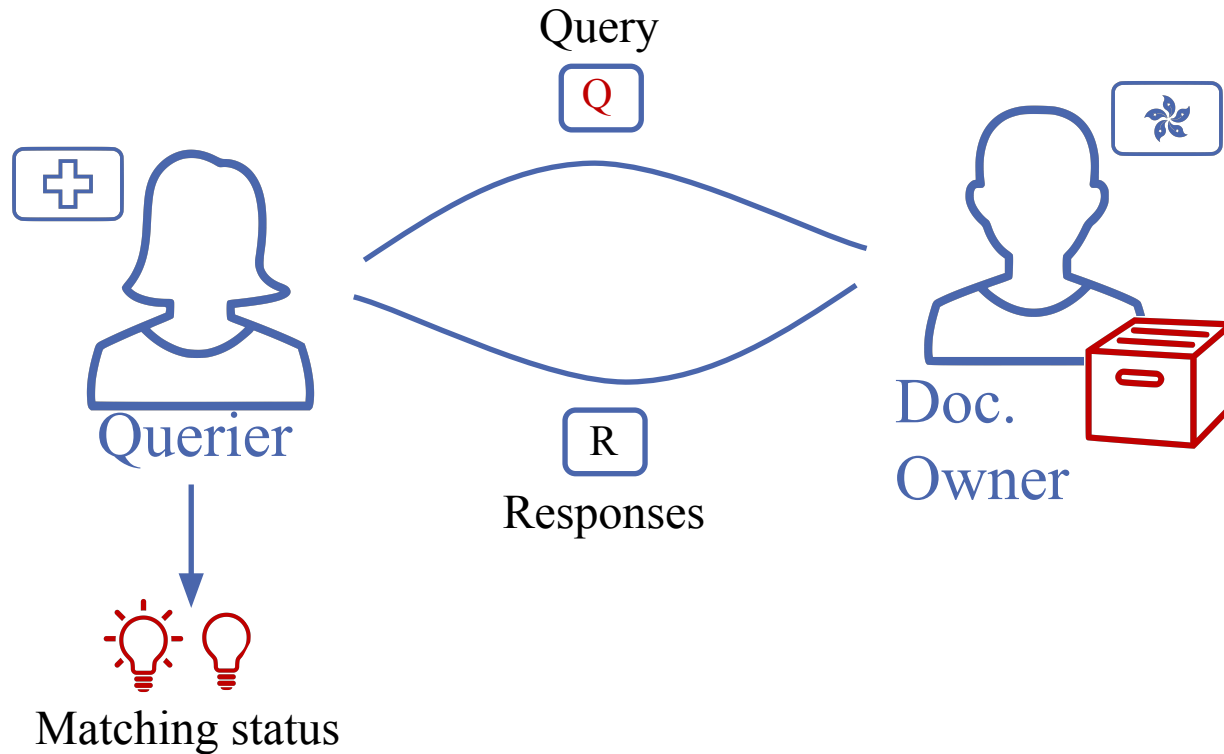 Query
Q
Querier
Doc.
Owner
R
Responses
Matching status